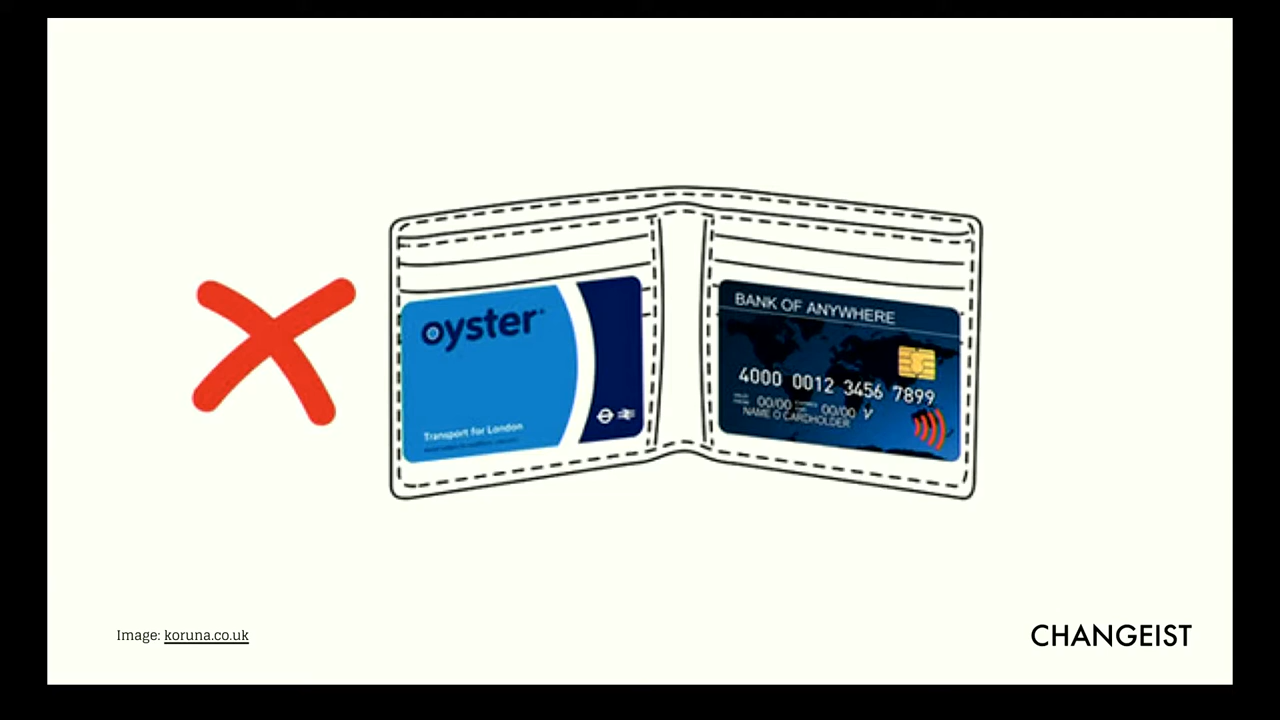 oyster
Transport for London
BANK OF ANYWHERE
4000 0012 3456 7899
00/00 00/00 V
NAME O CARDHOLDER
Image: koruna.co.uk
CHANGEIST